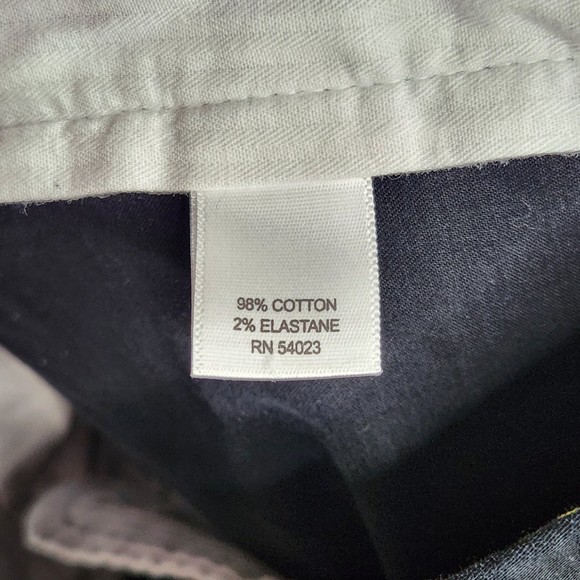 98% COTTON
2% ELASTANE
RN 54023